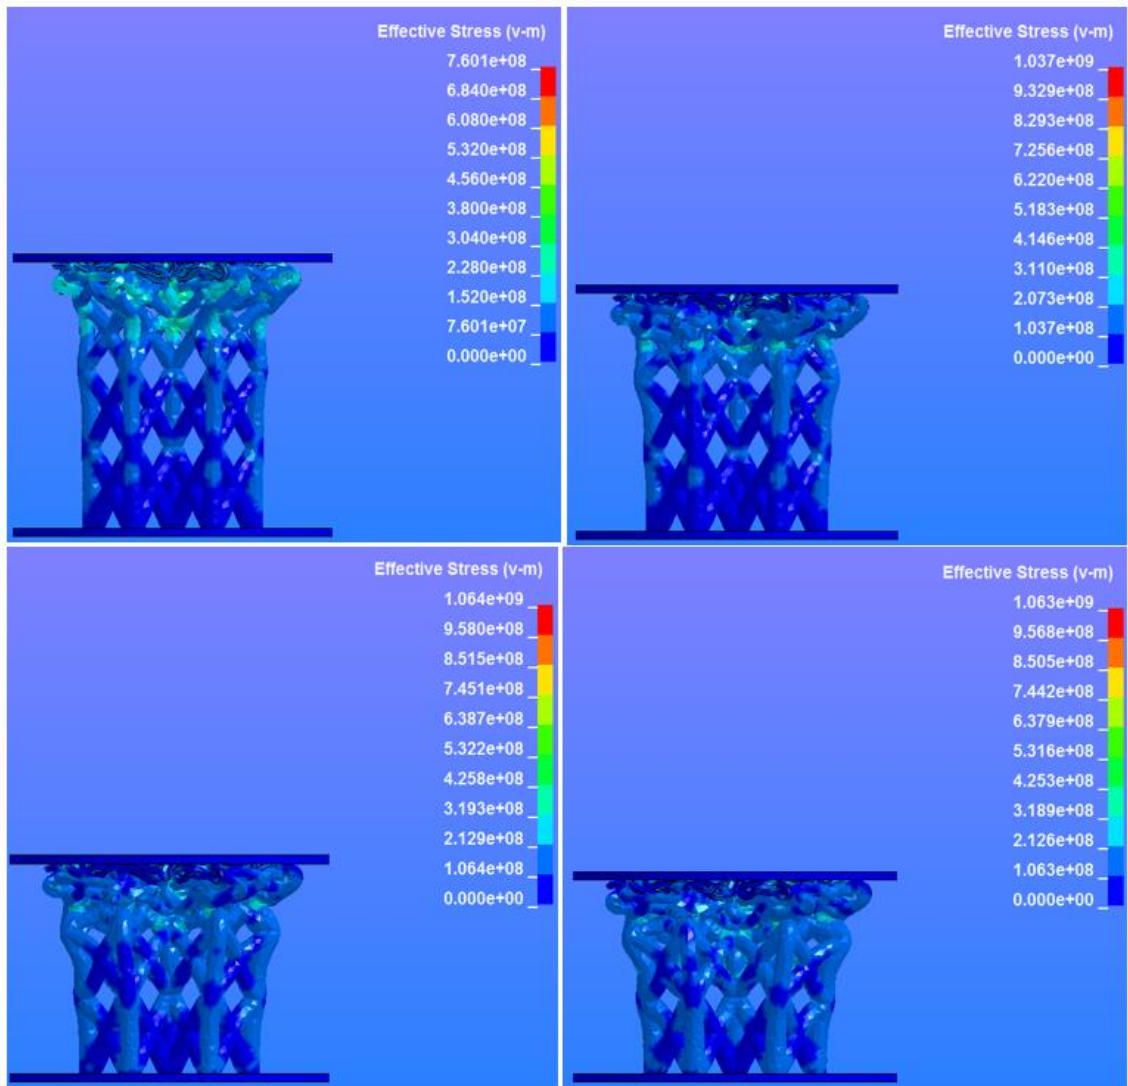 Effective Stress (v-m)
7.601e+08
6.840e+08
6.080e+08
5.320e+08
4.560e+08
3.800e+08
3.040e+08
2.280e+08
1.520e+08
7.601e+07
0.000e+00
Effective Stress (v-m)
1.037e+09
9.329e+08
8.293e+08
7.256e+08
6.220e+08
5.183e+08
4.146e+08
3.110e+08
2.073e+08
1.037e+08
0.000e+00
Effective Stress (v-m)
1.064e+09
9.580e+08
8.515e+08
7.451e+08
6.387e+08
5.322e+08
4.258e+08
3.193e+08
2.129e+08
1.064e+08
0.000e+00
Effective Stress (v-m)
1.063e+09
9.568e+08
8.505e+08
7.442e+08
6.379e+08
5.316e+08
4.253e+08
3.189e+08
2.126e+08
1.063e+08
0.000e+00